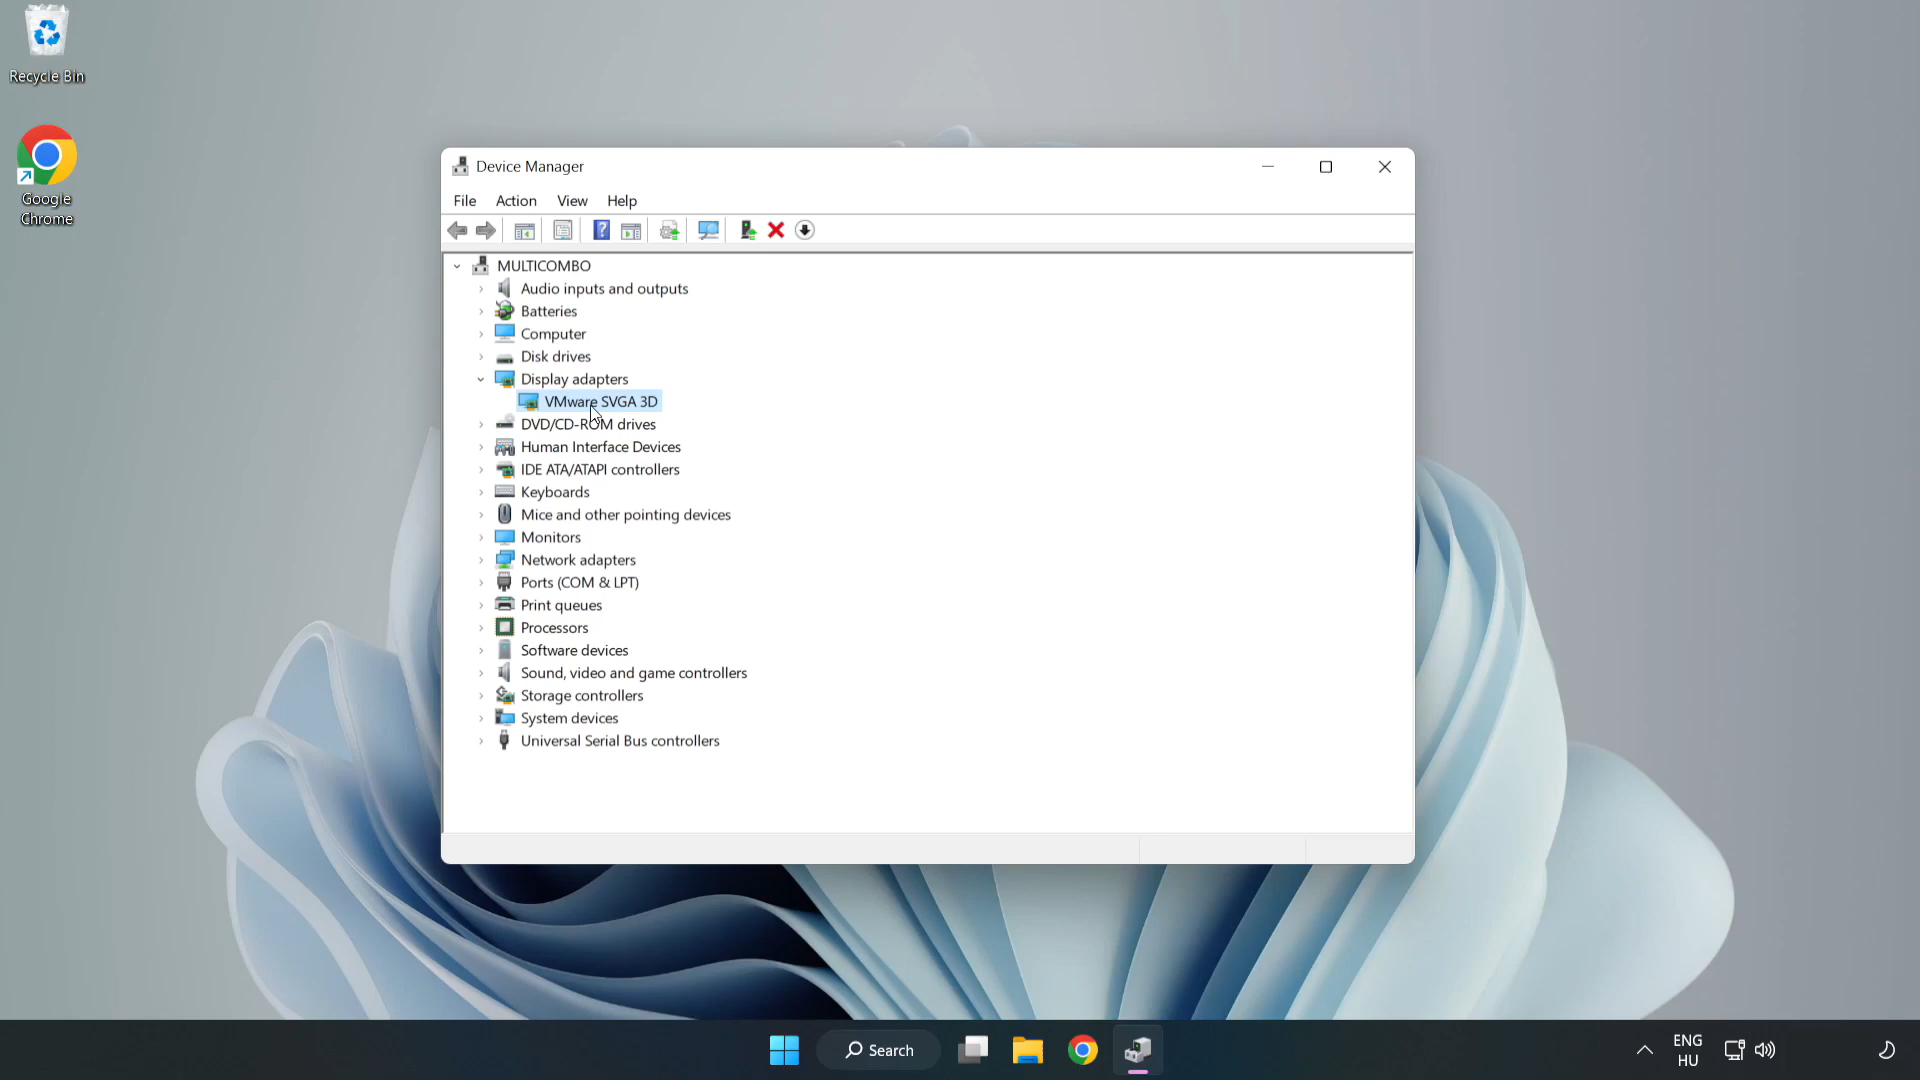 Recycle Bin
Google
Chrome
Device Manager
File Action View Help
MULTICOMBO
Audio inputs and outputs
Batteries
Computer
Disk drives
Display adapters
VMware SVGA 3D
DVD/CD-ROM drives
Human Interface Devices
IDE ATA/ATAPI controllers
Keyboards
Mice and other pointing devices
Monitors
Network adapters
Ports (COM & LPT)
Print queues
Processors
Software devices
Sound, video and game controllers
Storage controllers
System devices
Universal Serial Bus controllers
Search
ENG
HU